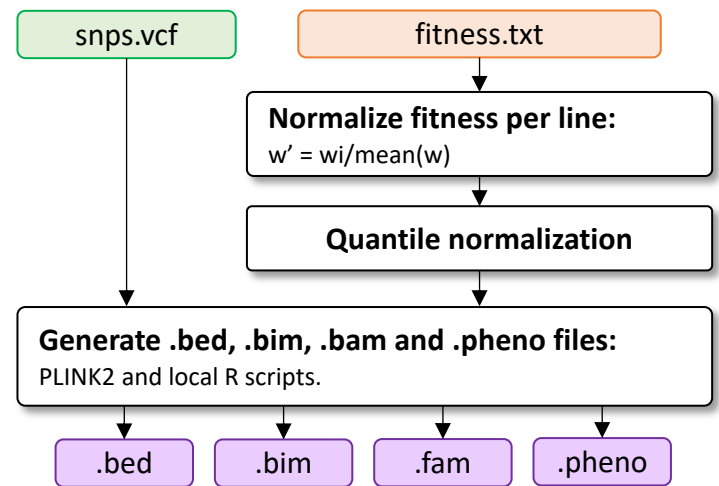 snps.vcf
fitness.txt
Normalize fitness per line:
w’ = wi/mean(w)
Quantile normalization
Generate .bed, .bim, .bam and .pheno files:
PLINK2 and local R scripts.
.bed
.bim
.fam
.pheno